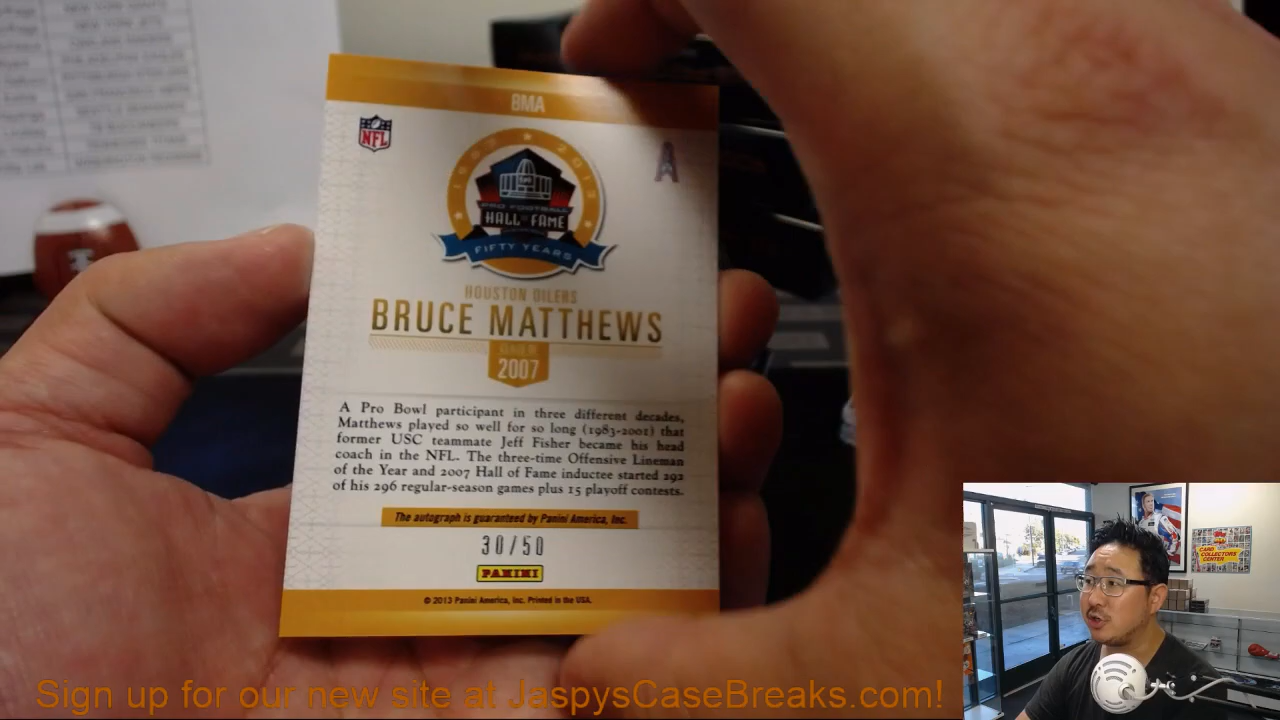 BMA
NFL
1963 ★ 2013
PRO FOOTBALL
HALL OF FAME
FIFTY YEARS
HOUSTON OILERS
BRUCE MATTHEWS
2007
A Pro Bowl participant in three different decades,
Matthews played so well for so long (1983-2001) that
former USC teammate Jeff Fisher became his head
coach in the NFL. The three-time Offensive Lineman
of the Year and 2007 Hall of Fame inductee started 292
of his 296 regular-season games plus 15 playoff contests.
The autograph is guaranteed by Panini America, Inc.
30/50
PANINI
© 2013 Panini America, Inc. Printed in the USA.
CARD
COLLECTORS
CENTER
Sign up for our new site at JaspysCaseBreaks.com!